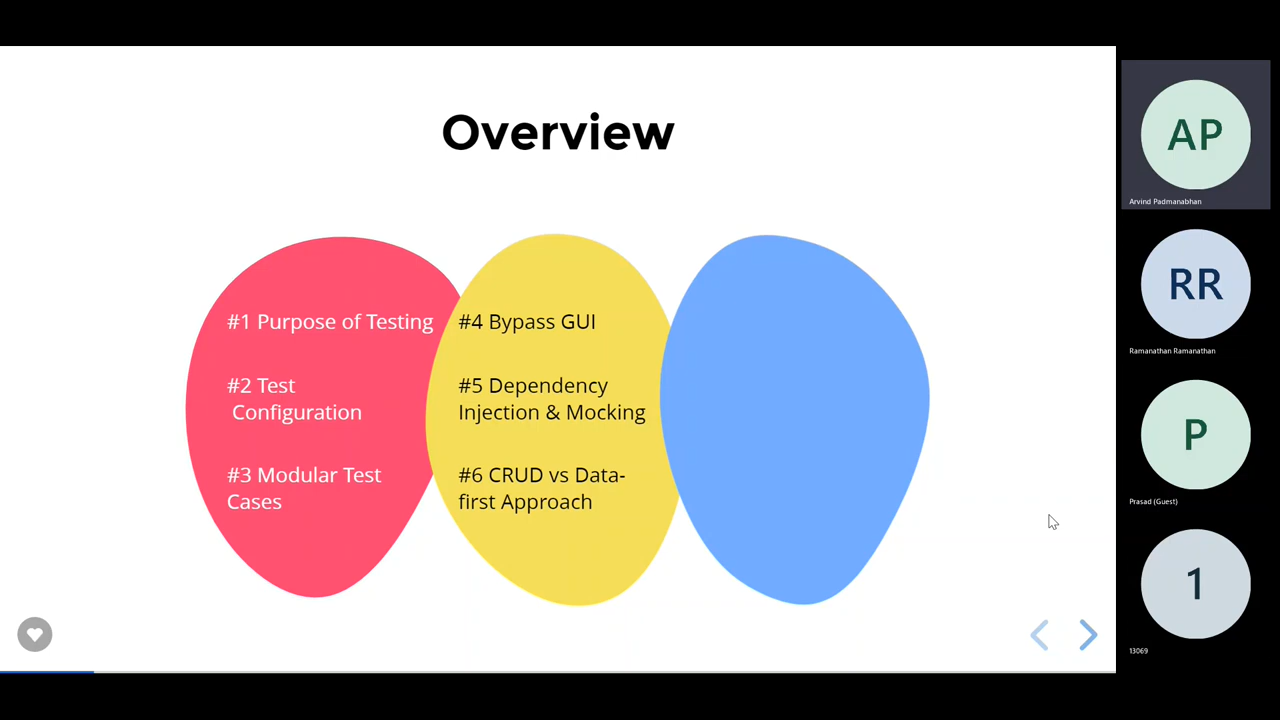 Overview
#1 Purpose of Testing
#2 Test
Configuration
#3 Modular Test
Cases
#4 Bypass GUI
#5 Dependency
Injection & Mocking
#6 CRUD vs Data-
first Approach
AP
Arvind Padmanabhan
RR
Ramanathan Ramanathan
P
Prasad (Guest)
1
13069